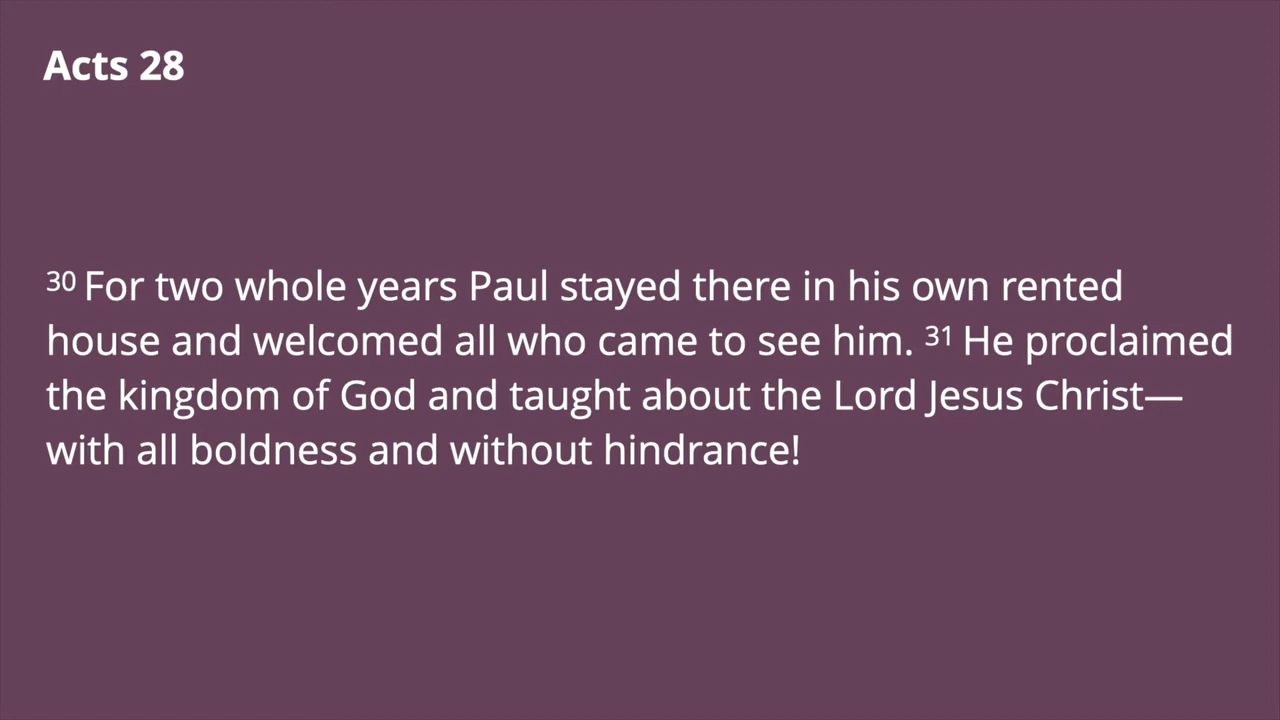 Acts 28
30 For two whole years Paul stayed there in his own rented
house and welcomed all who came to see him. 31 He proclaimed
the kingdom of God and taught about the Lord Jesus Christ—
with all boldness and without hindrance!